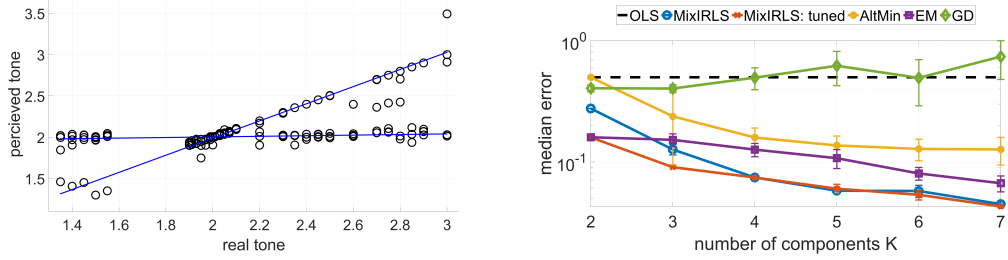 3.5
3
2.5
2
1.5
percieved tone
1.4 1.6 1.8 2 2.2 2.4 2.6 2.8 3
real tone
OLS MixIRLS MixIRLS: tuned AltMin EM GD
10^0
10^-1
median error
2 3 4 5 6 7
number of components K